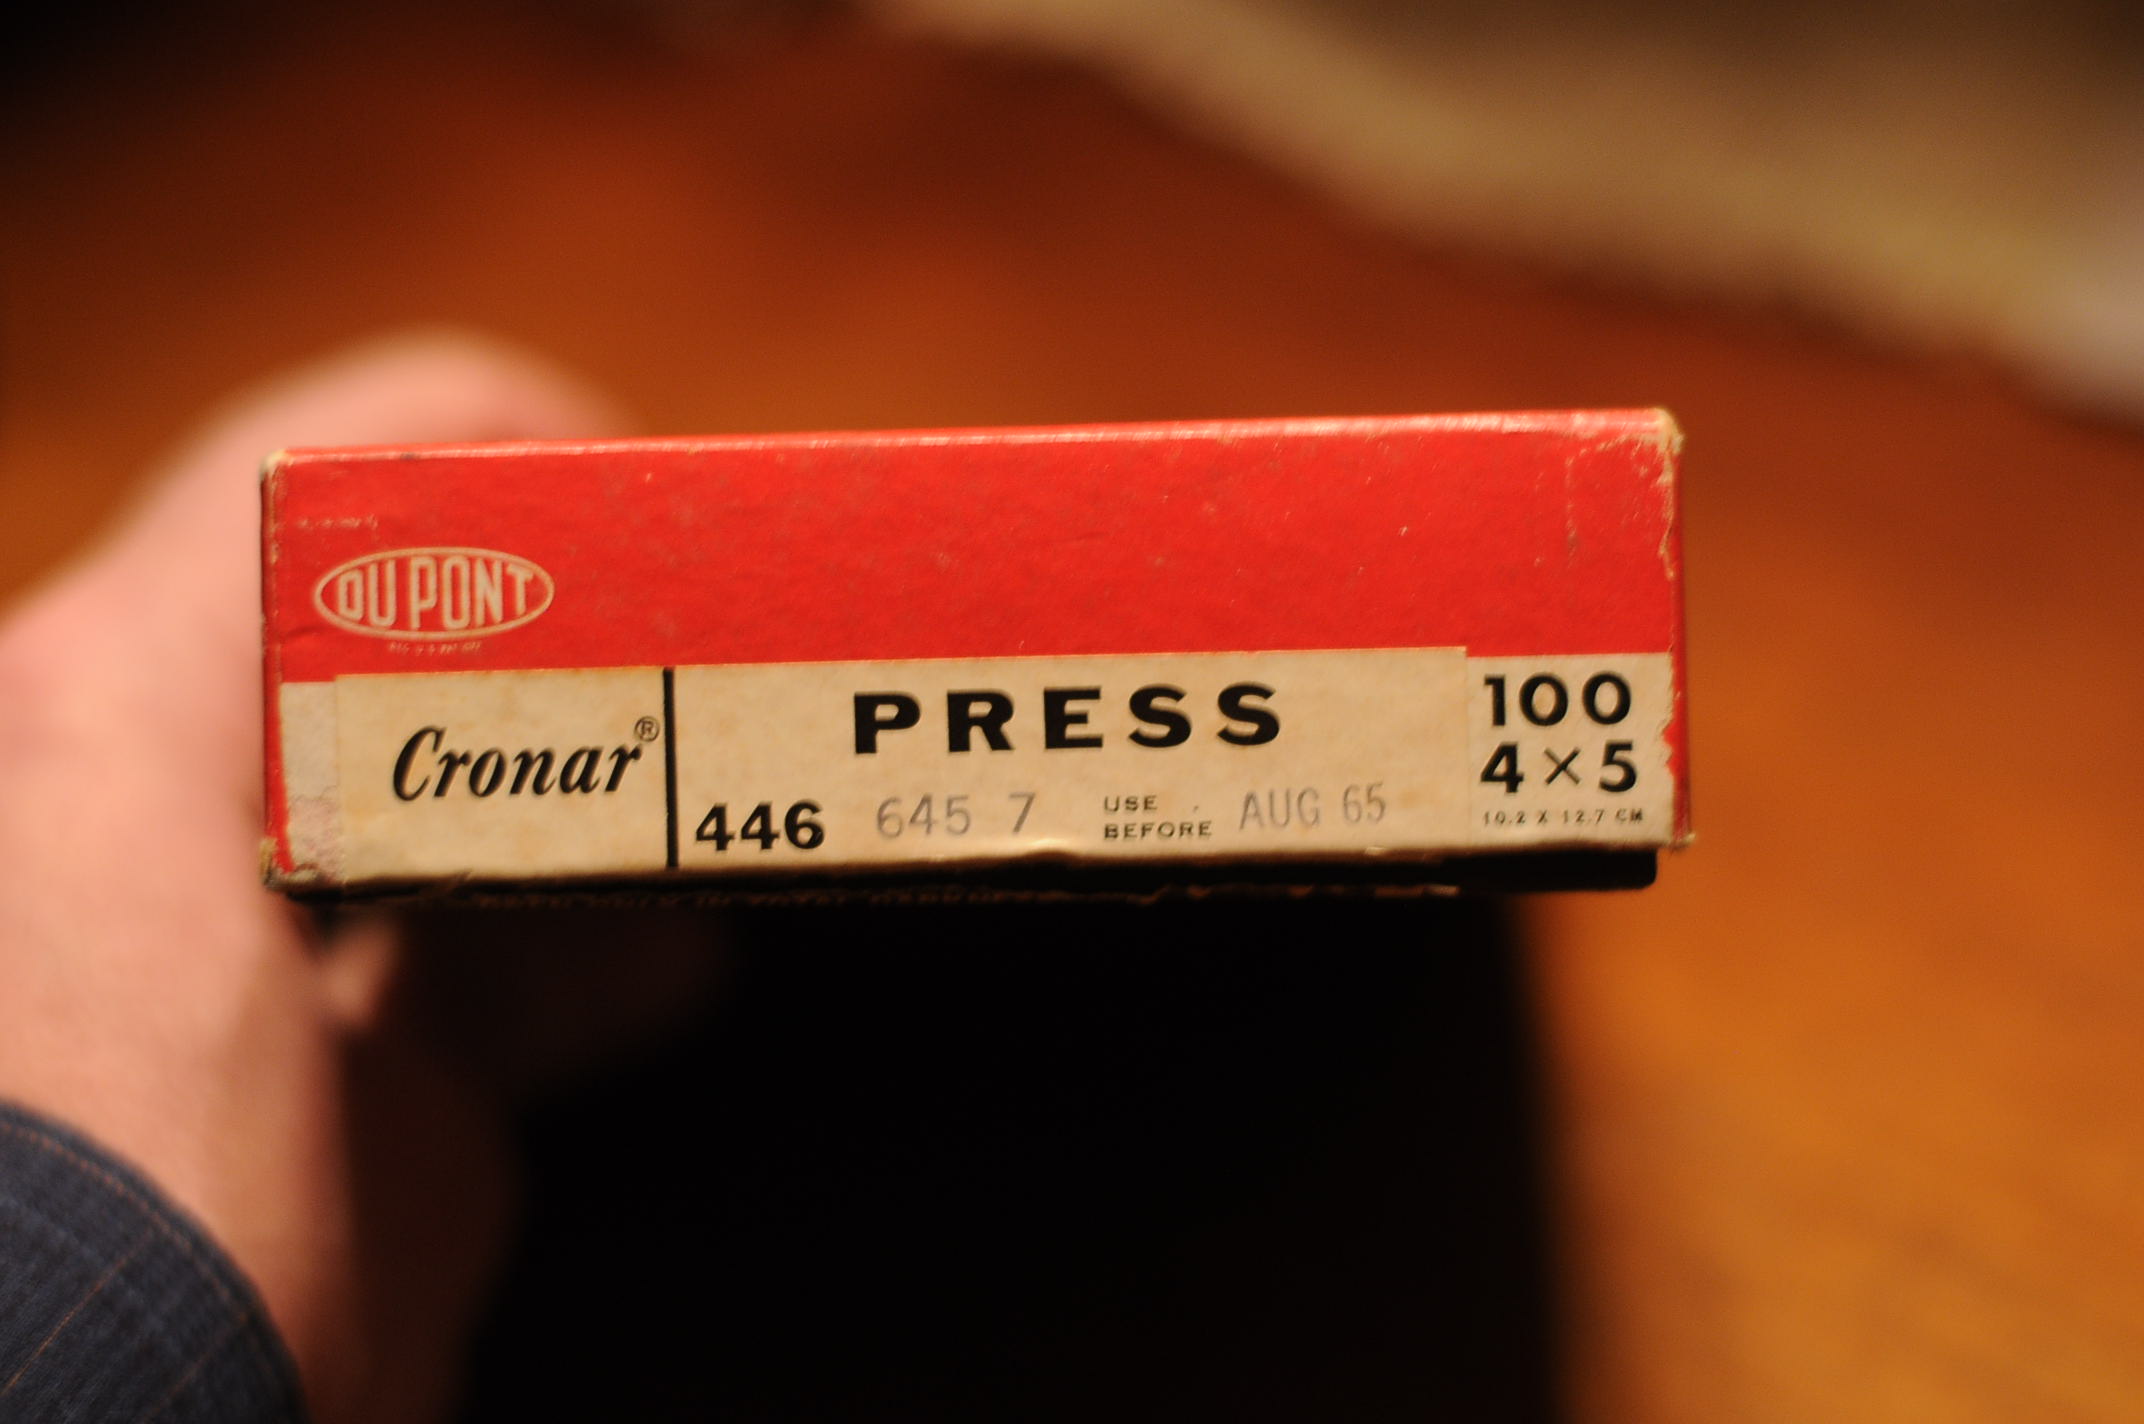 DU PONT
Cronar®
PRESS
446 645 7 USE BEFORE AUG 65
100
4×5
10.2 X 12.7 CM